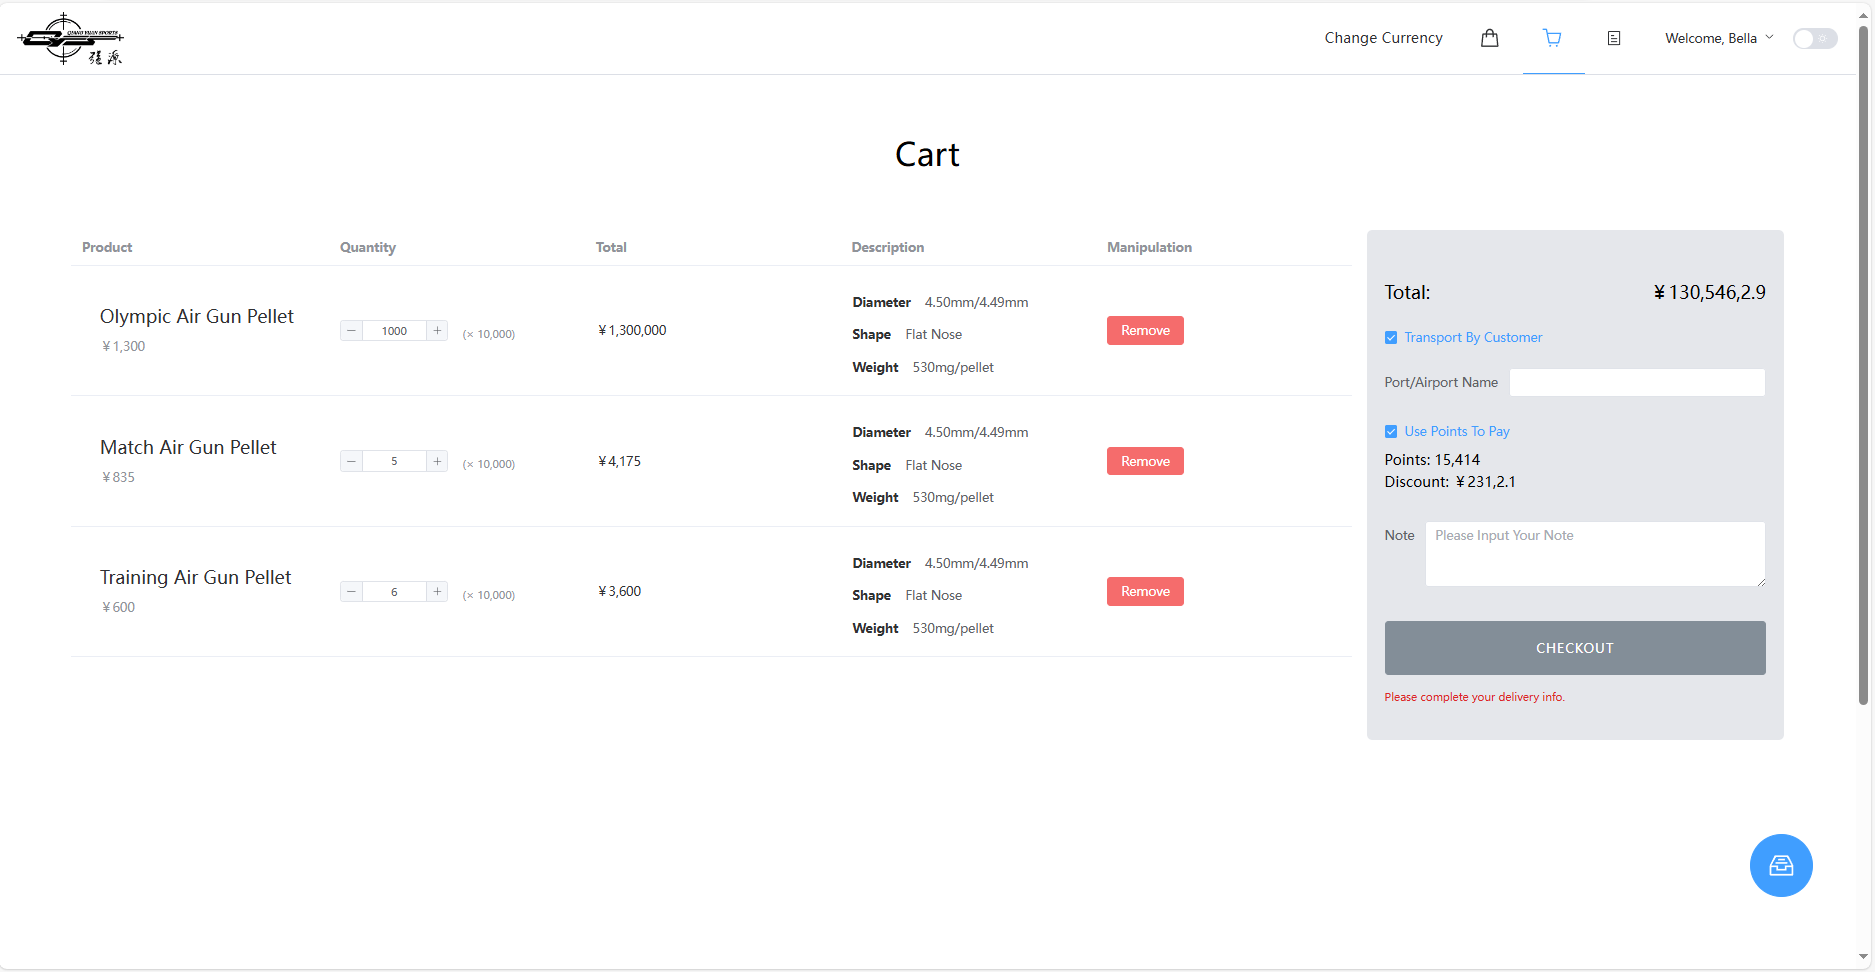 QIANG YUAN SPORTS
强源
Change Currency
Welcome, Bella
Cart
Product Quantity Total Description Manipulation
Olympic Air Gun Pellet
¥1,300
1000
(× 10,000)
¥1,300,000
Diameter 4.50mm/4.49mm
Shape Flat Nose
Weight 530mg/pellet
Remove
Match Air Gun Pellet
¥835
5
(× 10,000)
¥4,175
Diameter 4.50mm/4.49mm
Shape Flat Nose
Weight 530mg/pellet
Remove
Training Air Gun Pellet
¥600
6
(× 10,000)
¥3,600
Diameter 4.50mm/4.49mm
Shape Flat Nose
Weight 530mg/pellet
Remove
Total: ¥130,546,2.9
Transport By Customer
Port/Airport Name
Use Points To Pay
Points: 15,414
Discount: ¥231,2.1
Note Please Input Your Note
CHECKOUT
Please complete your delivery info.